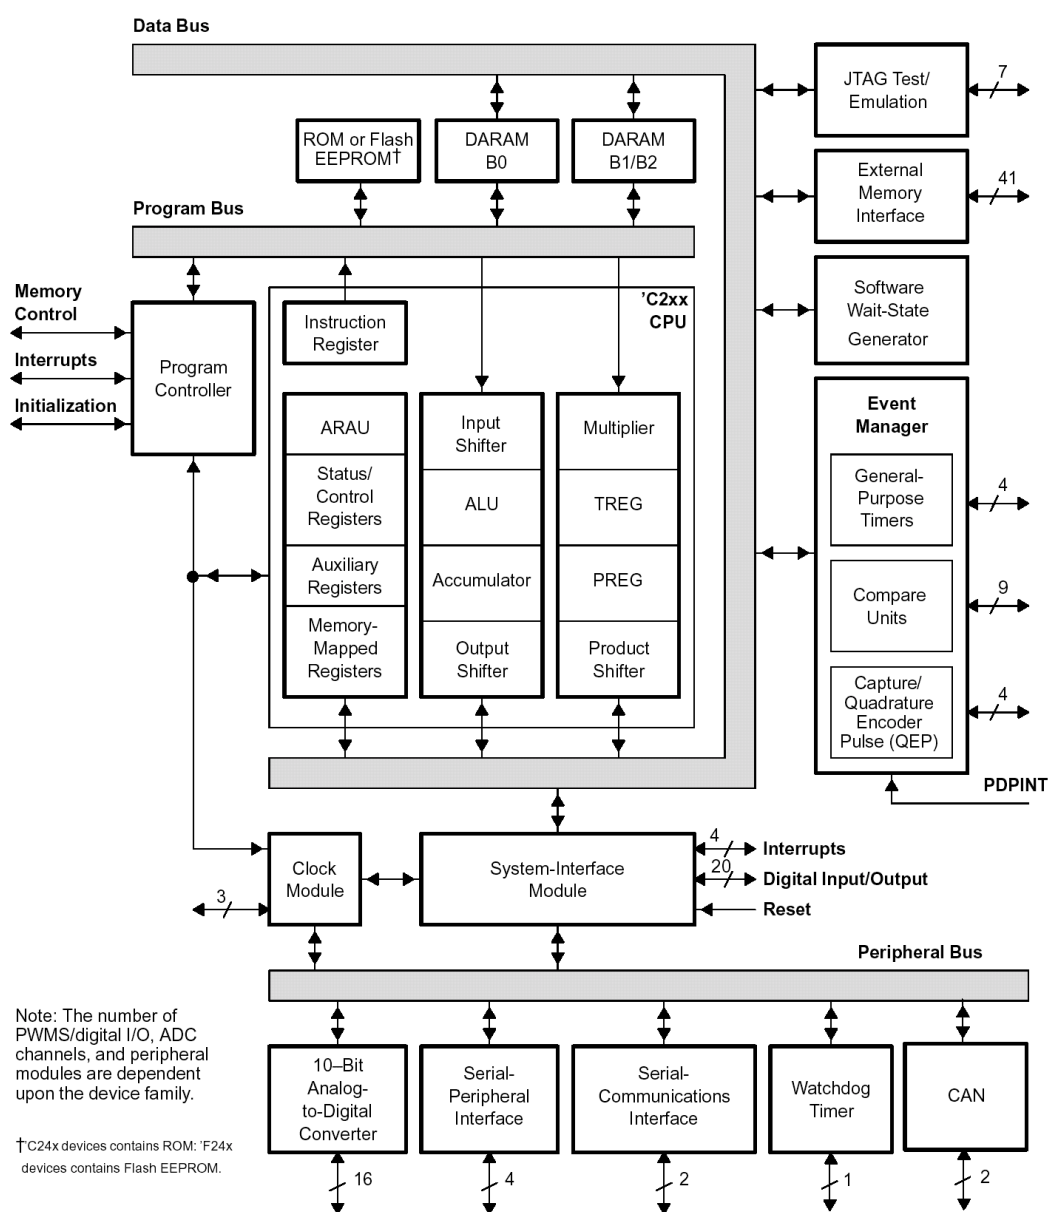 Data Bus
JTAG Test/
Emulation
7
ROM or Flash
EEPROM†
DARAM
B0
DARAM
B1/B2
External
Memory
Interface
41
Program Bus
Memory
Control
Interrupts
Initialization
Program
Controller
'C2xx
CPU
Instruction
Register
Software
Wait-State
Generator
ARAU
Status/
Control
Registers
Auxiliary
Registers
Memory-
Mapped
Registers
Input
Shifter
ALU
Accumulator
Output
Shifter
Multiplier
TREG
PREG
Product
Shifter
Event
Manager
General-
Purpose
Timers
4
Compare
Units
9
Capture/
Quadrature
Encoder
Pulse (QEP)
4
PDPINT
Clock
Module
3
System-Interface
Module
4
Interrupts
20
Digital Input/Output
Reset
Peripheral Bus
Note: The number of
PWMS/digital I/O, ADC
channels, and peripheral
modules are dependent
upon the device family.
†'C24x devices contains ROM: 'F24x
devices contains Flash EEPROM.
10–Bit
Analog-
to-Digital
Converter
Serial-
Peripheral
Interface
Serial-
Communications
Interface
Watchdog
Timer
CAN
16
4
2
1
2